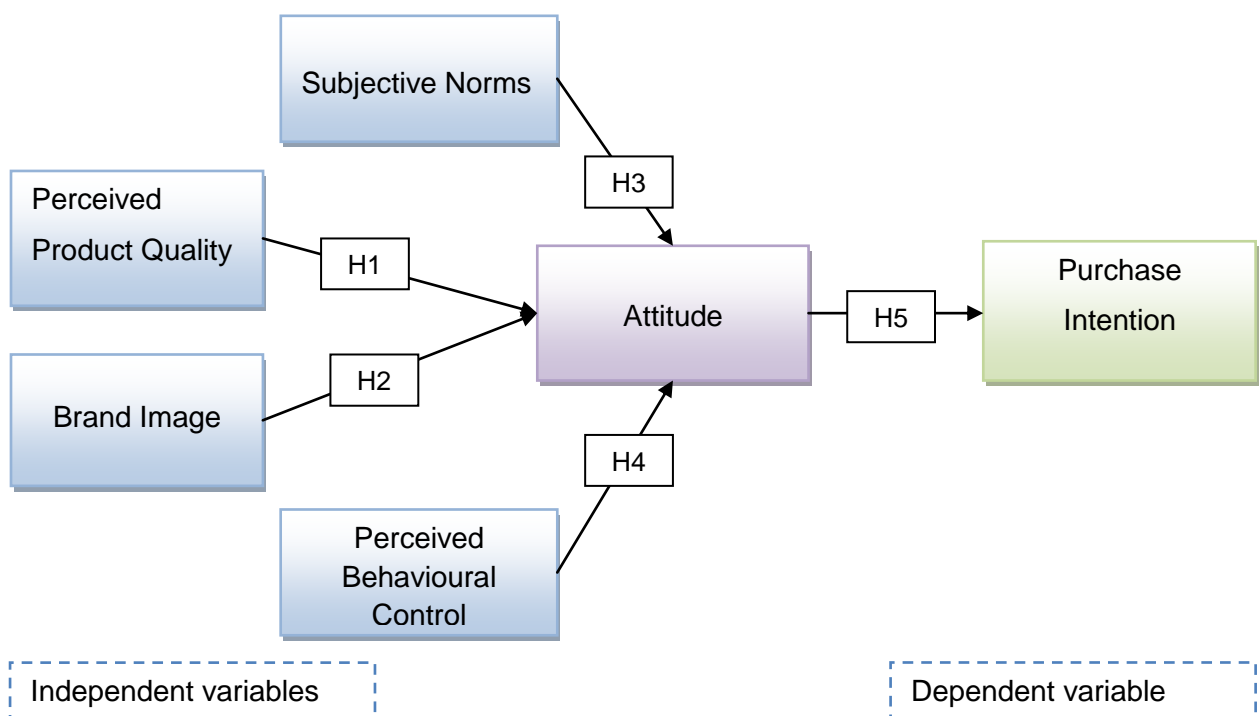 Subjective Norms
H3
Perceived
Product Quality
H1
Attitude
H5
Purchase
Intention
H2
Brand Image
H4
Perceived
Behavioural
Control
Independent variables
Dependent variable